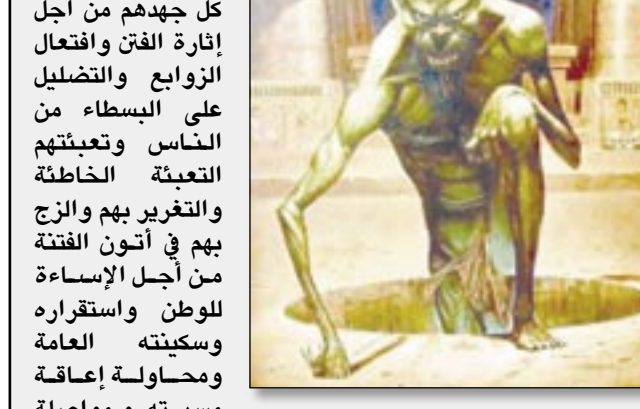 كل جهدهم من أجل
إثارة الفتن وافتعال
الزوابع والتضليل
على البسطاء من
الناس وتعبئتهم
التعبئة الخاطئة
والتغرير بهم والزج
بهم في أتون الفتنة
من أجل الإساءة
للوطن واستقراره
وسكينته العامة
ومحاولة إعاقة